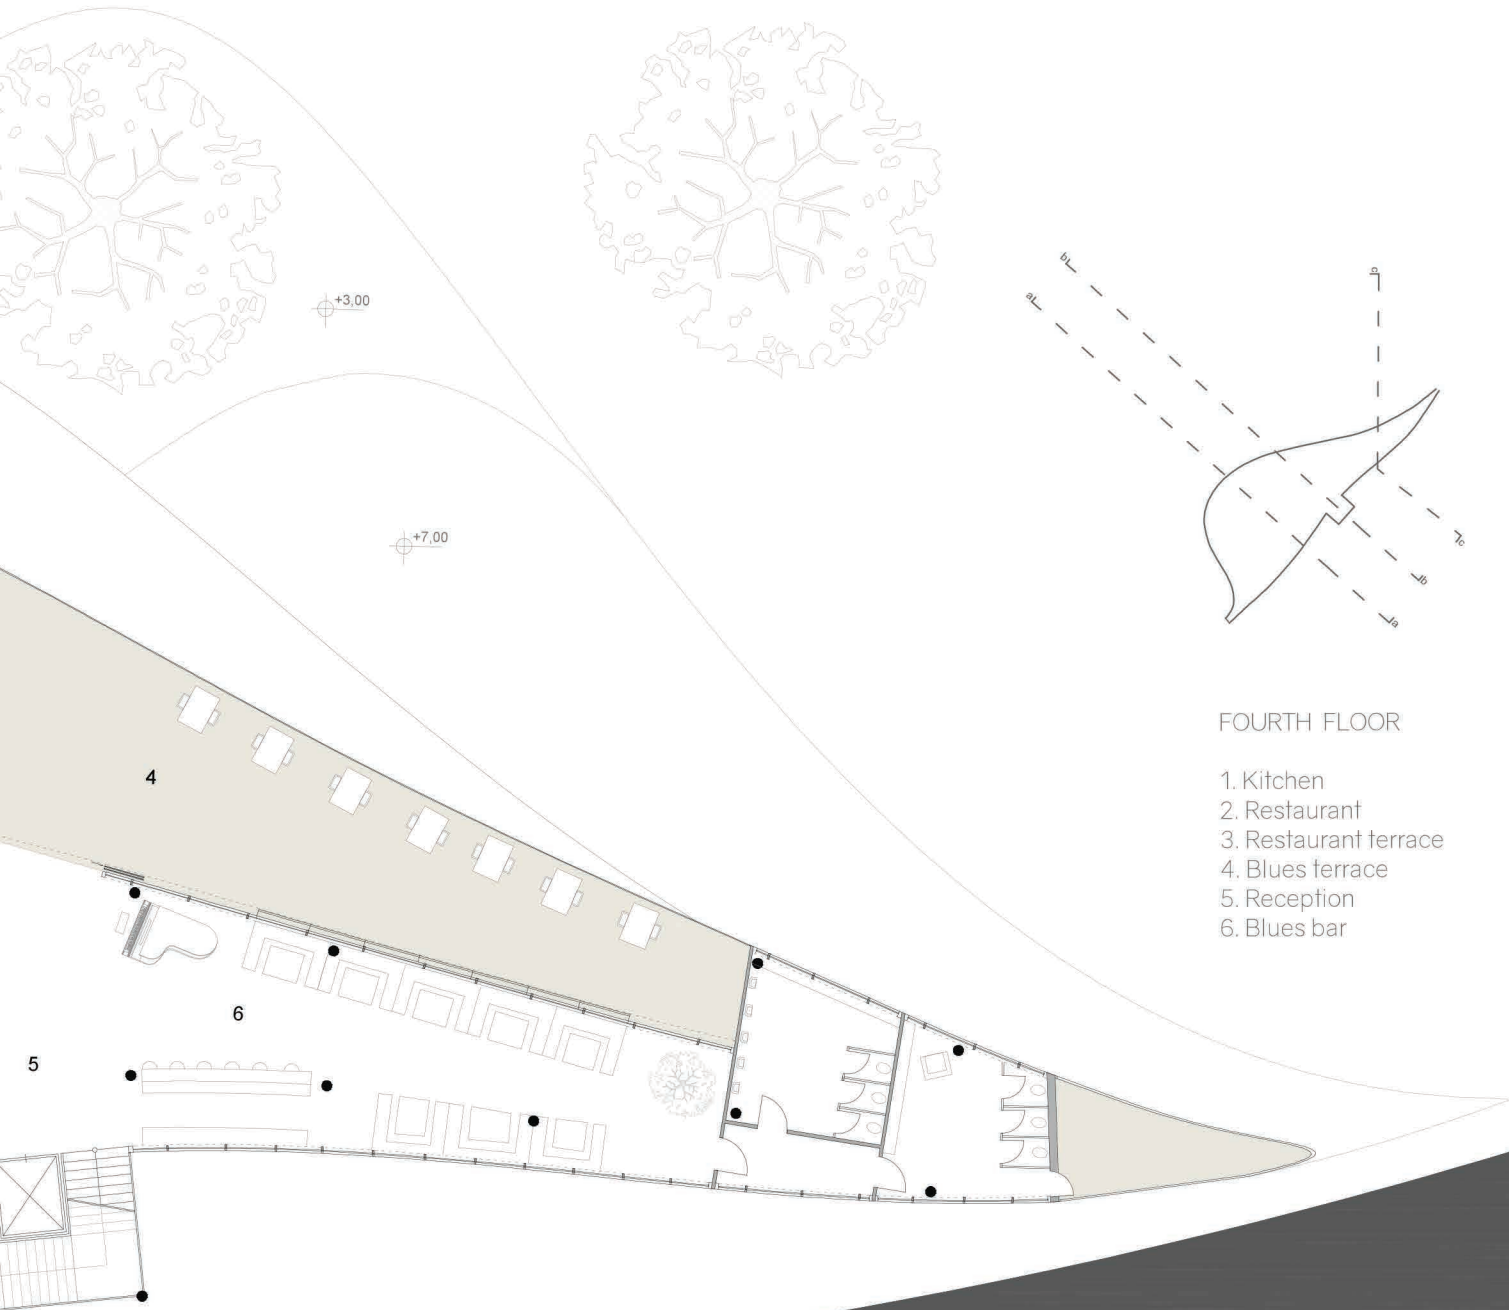 +3,00
b
a
c
+7,00
c
b
a
FOURTH FLOOR
4
1. Kitchen
2. Restaurant
3. Restaurant terrace
4. Blues terrace
5. Reception
6. Blues bar
6
5